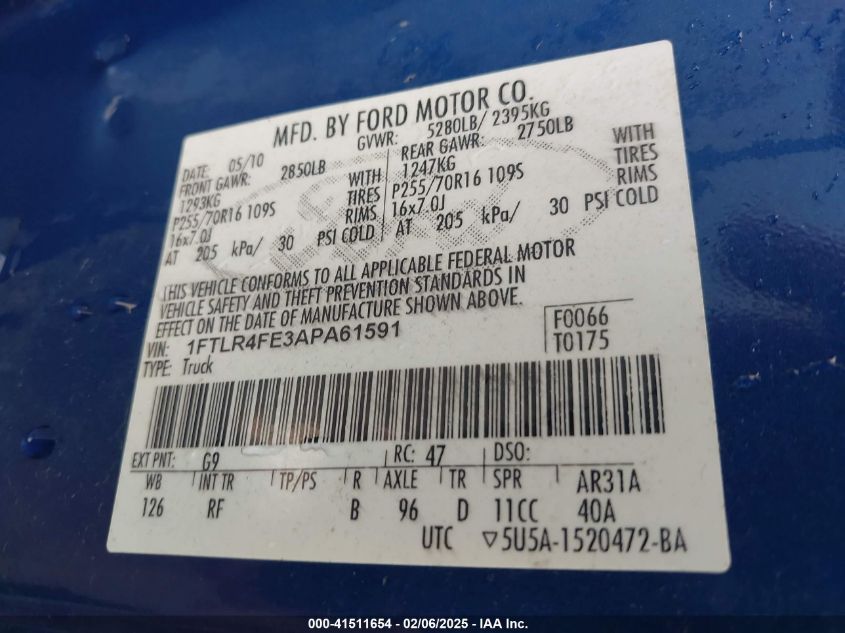 MFD. BY FORD MOTOR CO.
DATE: 05/10 GVWR: 5280LB/ 2395KG
FRONT GAWR: 2850LB REAR GAWR: 2750LB
1293KG WITH 1247KG WITH
P255/70R16 109S TIRES P255/70R16 109S TIRES
16x7.0J RIMS 16x7.0J RIMS
AT 205 kPa/ 30 PSI COLD AT 205 kPa/ 30 PSI COLD
THIS VEHICLE CONFORMS TO ALL APPLICABLE FEDERAL MOTOR
VEHICLE SAFETY AND THEFT PREVENTION STANDARDS IN
EFFECT ON THE DATE OF MANUFACTURE SHOWN ABOVE.
VIN: 1FTLR4FE3APA61591 F0066
TYPE: Truck T0175
EXT PNT: G9 RC: 47 DSO:
WB INT TR TP/PS R AXLE TR SPR AR31A
126 RF B 96 D 11CC 40A
UTC ▽5U5A-1520472-BA
000-41511654 - 02/06/2025 - IAA Inc.